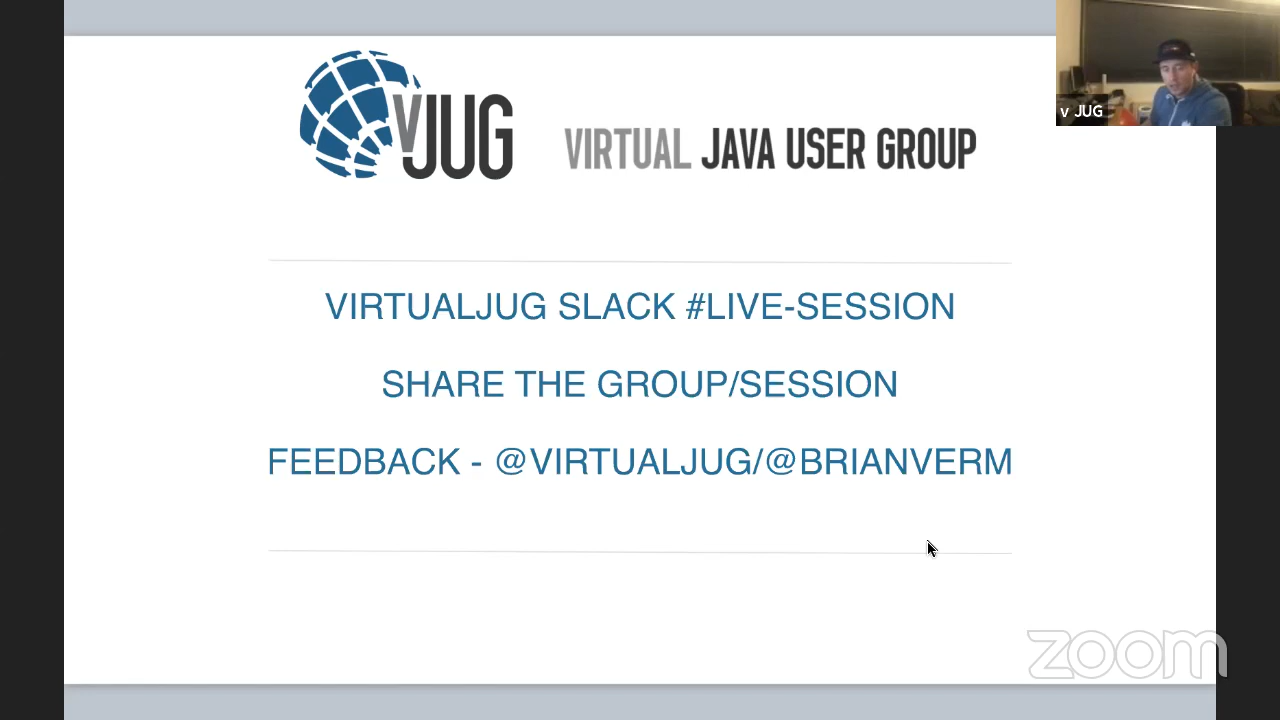 vJUG
VIRTUAL JAVA USER GROUP
v JUG
VIRTUALJUG SLACK #LIVE-SESSION
SHARE THE GROUP/SESSION
FEEDBACK - @VIRTUALJUG/@BRIANVERM
zoom